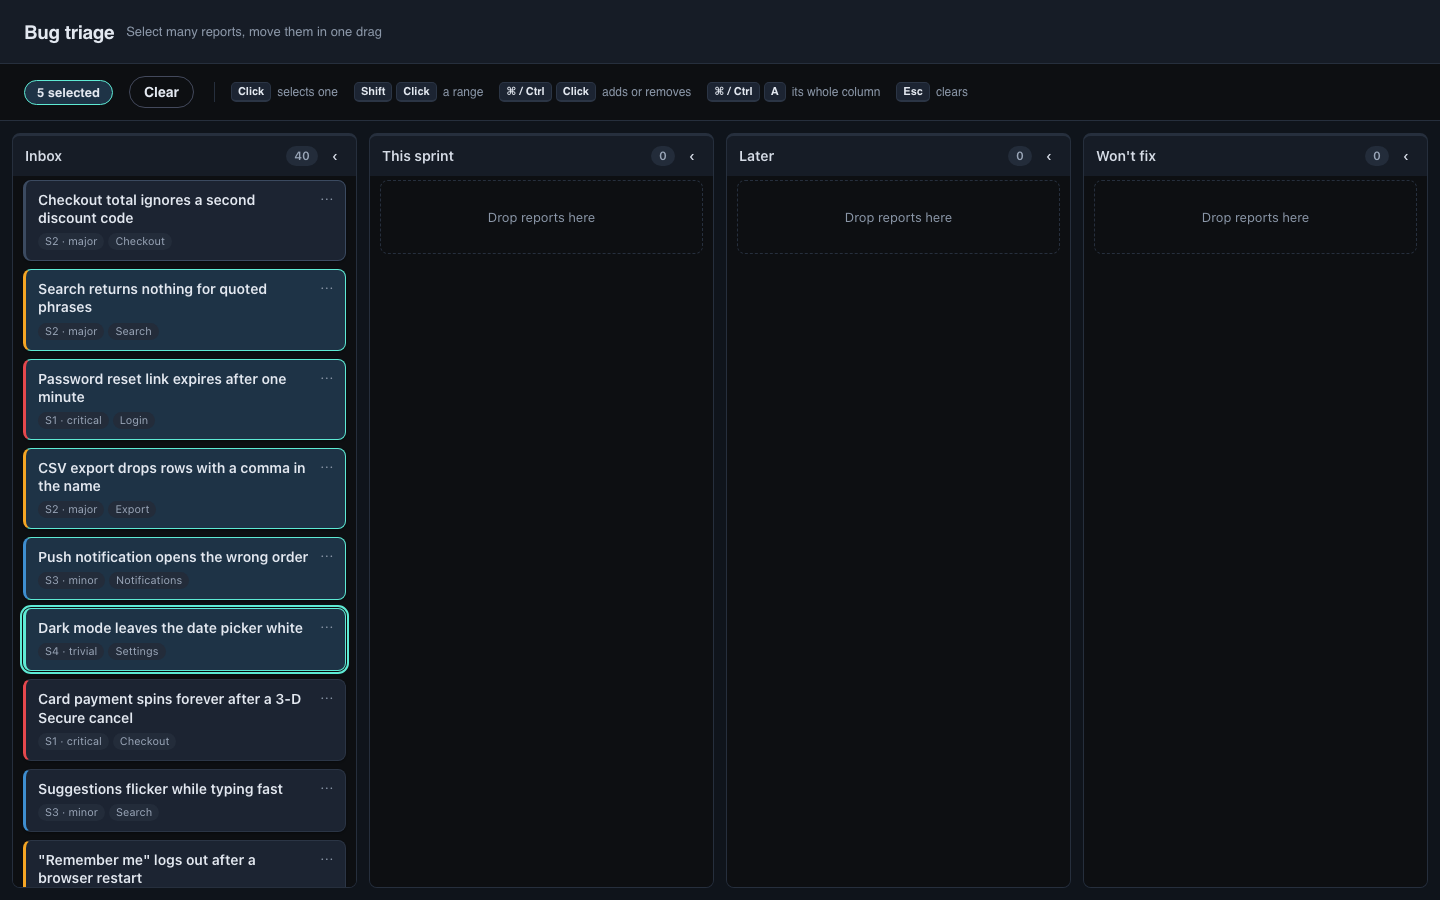 Bug triage Select many reports, move them in one drag
5 selected Clear Click selects one Shift Click a range ⌘ / Ctrl Click adds or removes ⌘ / Ctrl A its whole column Esc clears
Inbox 40 ‹
Checkout total ignores a second
discount code
S2 · major Checkout
Search returns nothing for quoted
phrases
S2 · major Search
Password reset link expires after one
minute
S1 · critical Login
CSV export drops rows with a comma in
the name
S2 · major Export
Push notification opens the wrong order
S3 · minor Notifications
Dark mode leaves the date picker white
S4 · trivial Settings
Card payment spins forever after a 3-D
Secure cancel
S1 · critical Checkout
Suggestions flicker while typing fast
S3 · minor Search
"Remember me" logs out after a
browser restart
This sprint 0 ‹
Drop reports here
Later 0 ‹
Drop reports here
Won't fix 0 ‹
Drop reports here